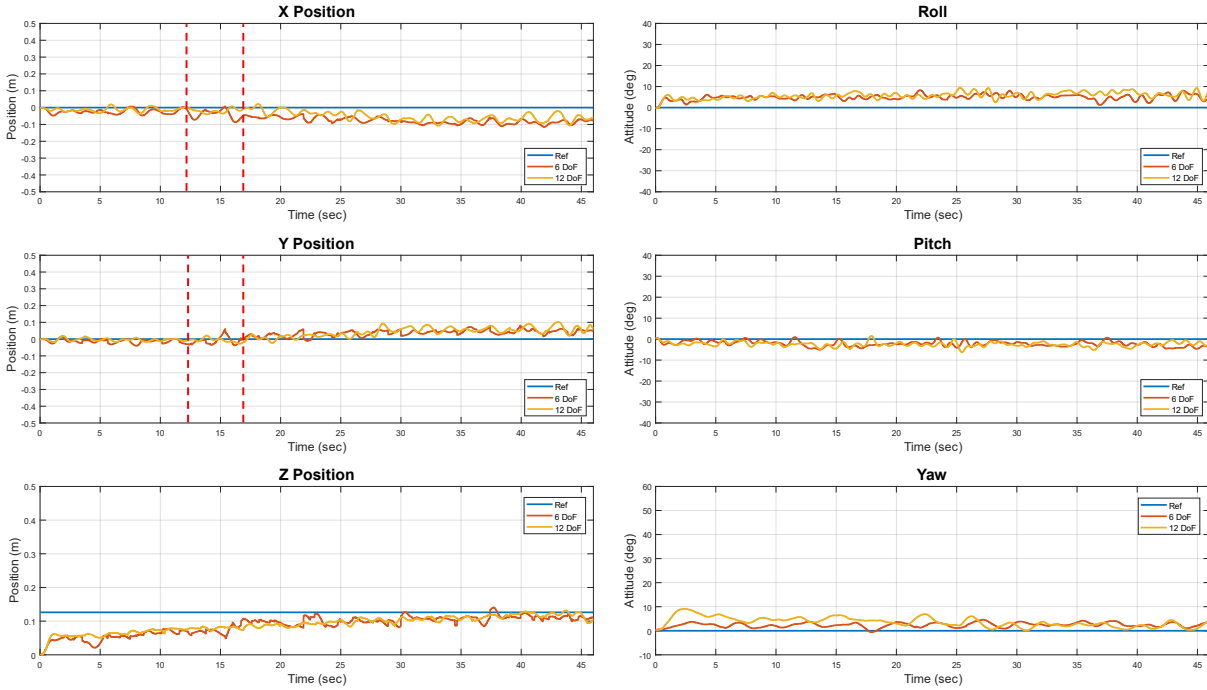 X Position
0.5
0.4
0.3
0.2
0.1
0
-0.1
-0.2
-0.3
-0.4
-0.5
Position (m)
0 5 10 15 20 25 30 35 40 45
Time (sec)
Ref
6 DoF
12 DoF
Roll
40
30
20
10
0
-10
-20
-30
-40
Attitude (deg)
0 5 10 15 20 25 30 35 40 45
Time (sec)
Ref
6 DoF
12 DoF
Y Position
0.5
0.4
0.3
0.2
0.1
0
-0.1
-0.2
-0.3
-0.4
-0.5
Position (m)
0 5 10 15 20 25 30 35 40 45
Time (sec)
Ref
6 DoF
12 DoF
Pitch
40
30
20
10
0
-10
-20
-30
-40
Attitude (deg)
0 5 10 15 20 25 30 35 40 45
Time (sec)
Ref
6 DoF
12 DoF
Z Position
0.5
0.4
0.3
0.2
0.1
0
Position (m)
0 5 10 15 20 25 30 35 40 45
Time (sec)
Ref
6 DoF
12 DoF
Yaw
60
50
40
30
20
10
0
-10
Attitude (deg)
0 5 10 15 20 25 30 35 40 45
Time (sec)
Ref
6 DoF
12 DoF